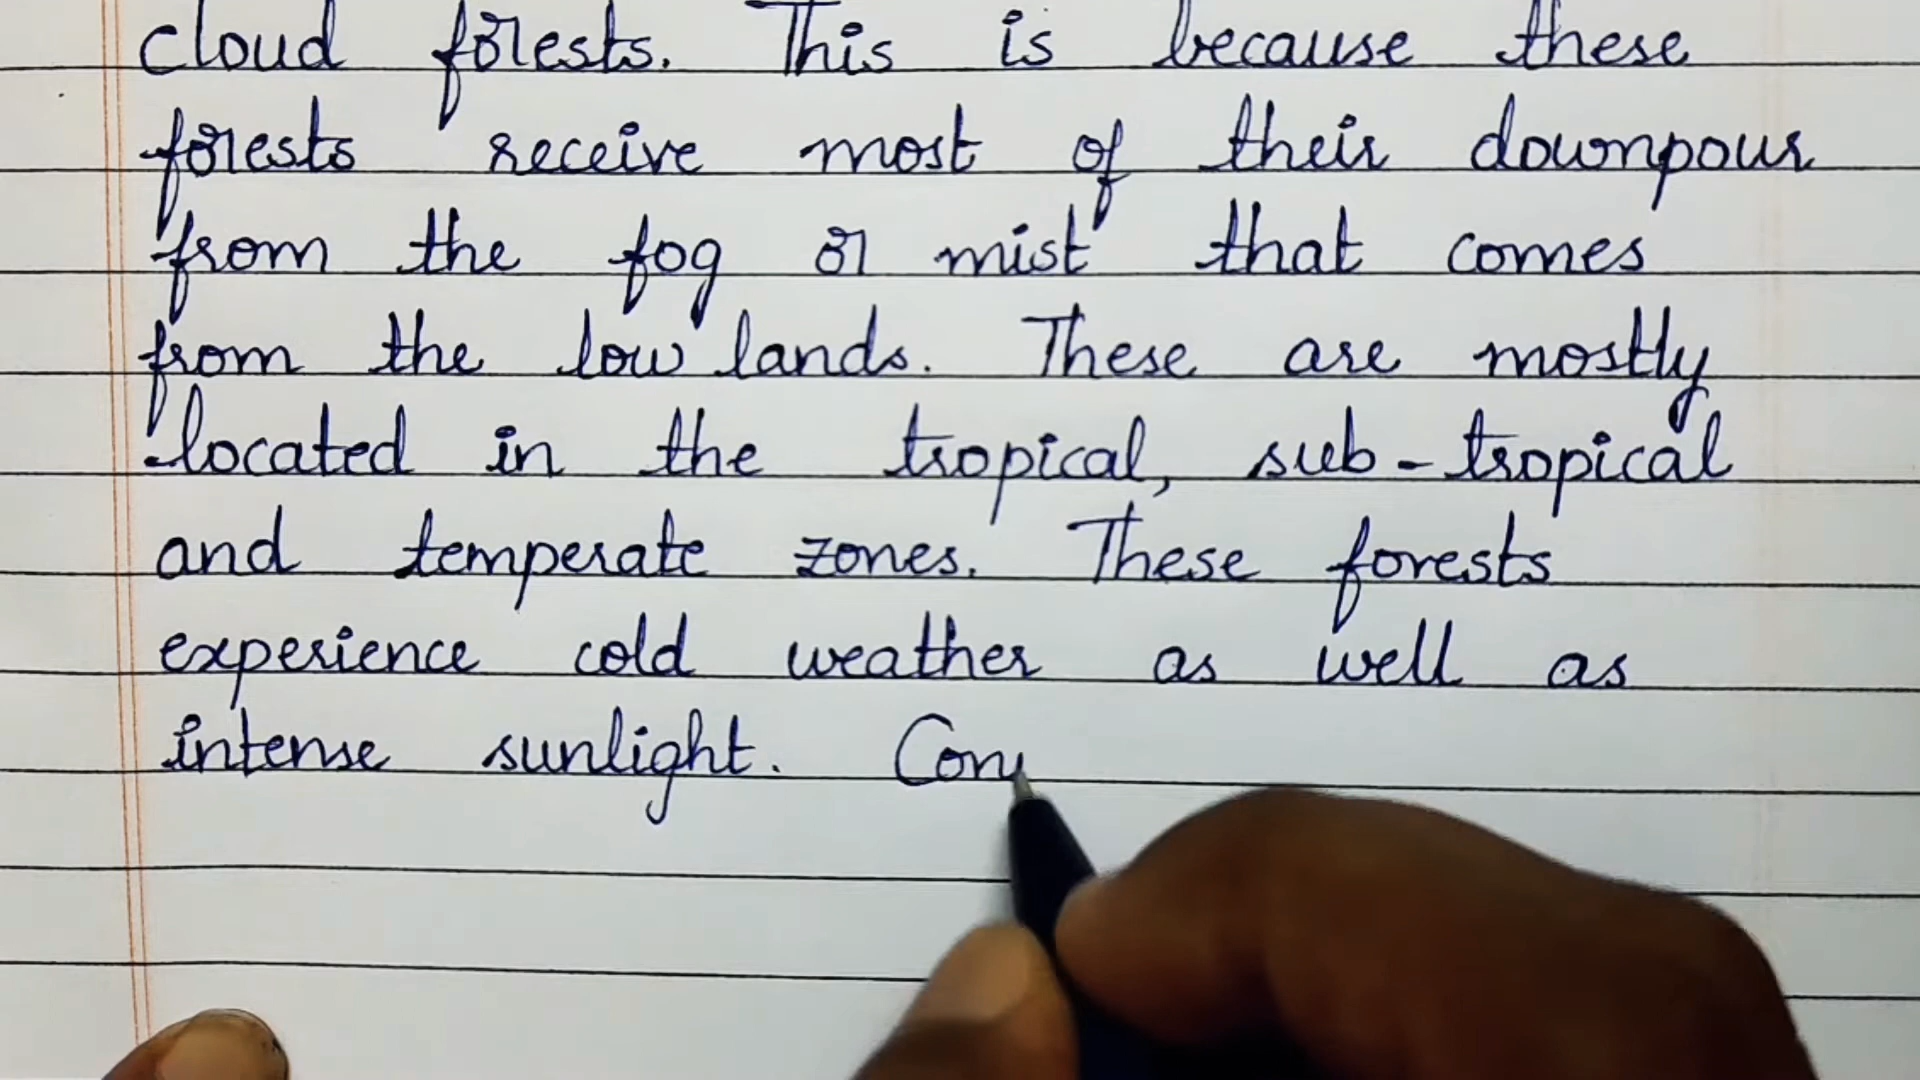 cloud forests. This is because these
forests receive most of their downpour
from the fog or mist that comes
from the low lands. These are mostly
located in the tropical, sub-tropical
and temperate zones. These forests
experience cold weather as well as
intense sunlight.